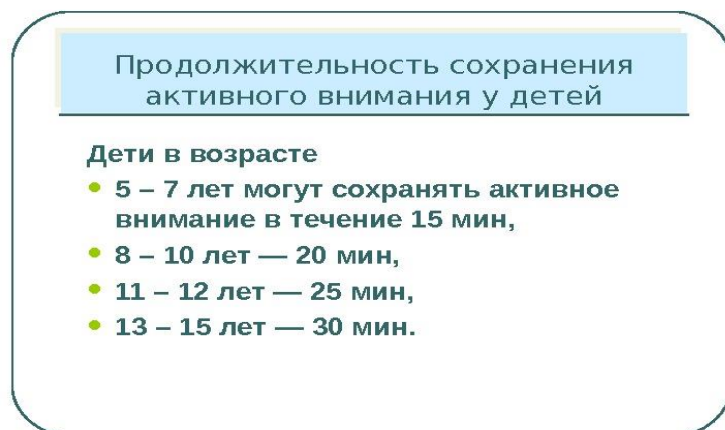 Продолжительность сохранения
активного внимания у детей
Дети в возрасте
• 5 – 7 лет могут сохранять активное
внимание в течение 15 мин,
• 8 – 10 лет — 20 мин,
• 11 – 12 лет — 25 мин,
• 13 – 15 лет — 30 мин.